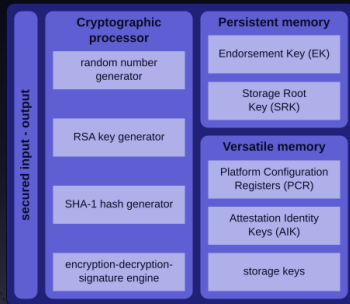 secured input - output
Cryptographic
processor
random number
generator
RSA key generator
SHA-1 hash generator
encryption-decryption-
signature engine
Persistent memory
Endorsement Key (EK)
Storage Root
Key (SRK)
Versatile memory
Platform Configuration
Registers (PCR)
Attestation Identity
Keys (AIK)
storage keys